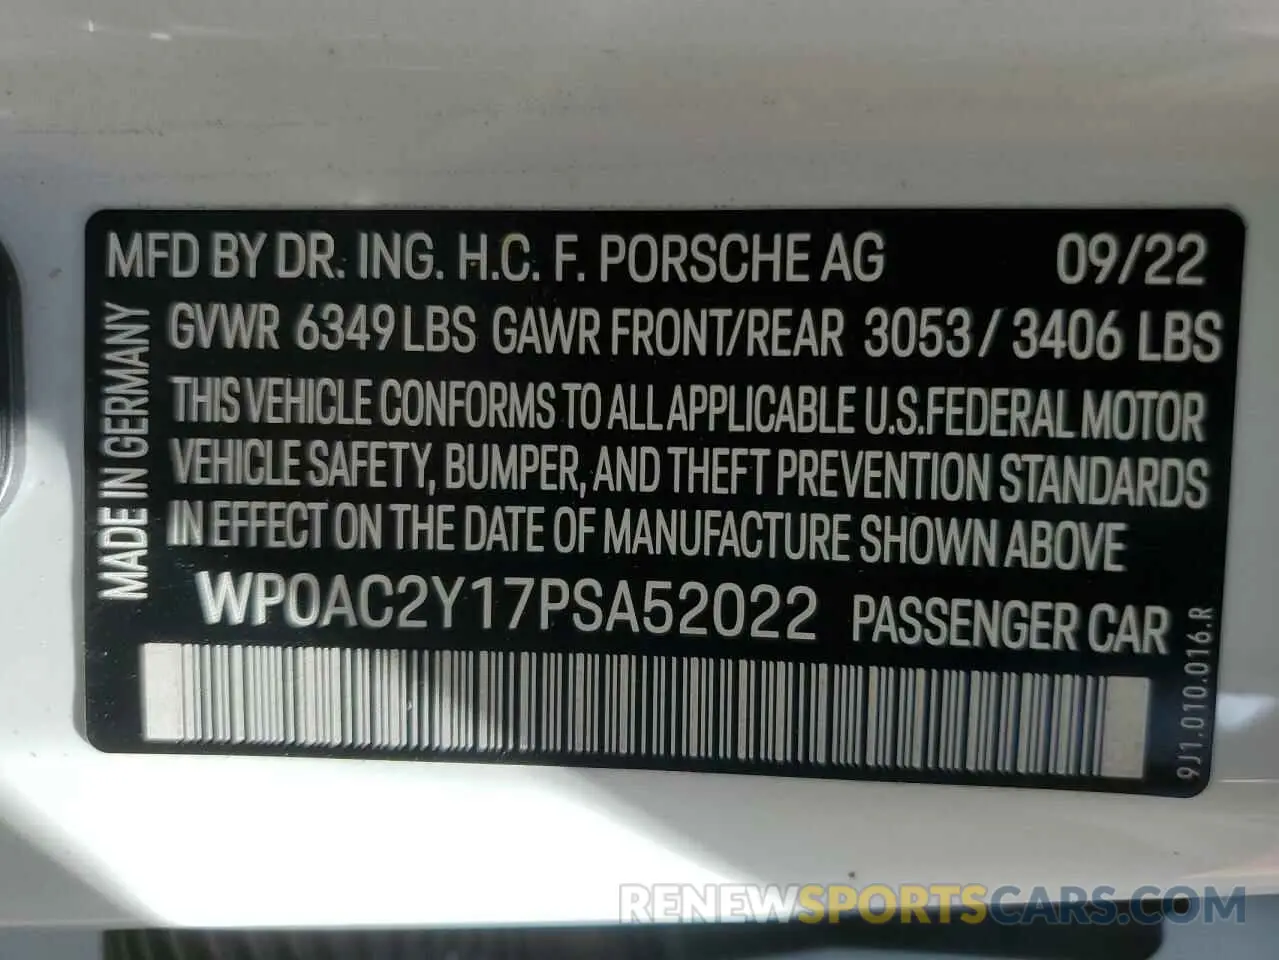 MFD BY DR. ING. H.C. F. PORSCHE AG 09/22
GVWR 6349 LBS GAWR FRONT/REAR 3053 / 3406 LBS
THIS VEHICLE CONFORMS TO ALL APPLICABLE U.S.FEDERAL MOTOR
VEHICLE SAFETY, BUMPER, AND THEFT PREVENTION STANDARDS
IN EFFECT ON THE DATE OF MANUFACTURE SHOWN ABOVE
WP0AC2Y17PSA52022 PASSENGER CAR
MADE IN GERMANY
9J1.010.016.R
RENEWSPORTSCARS.COM